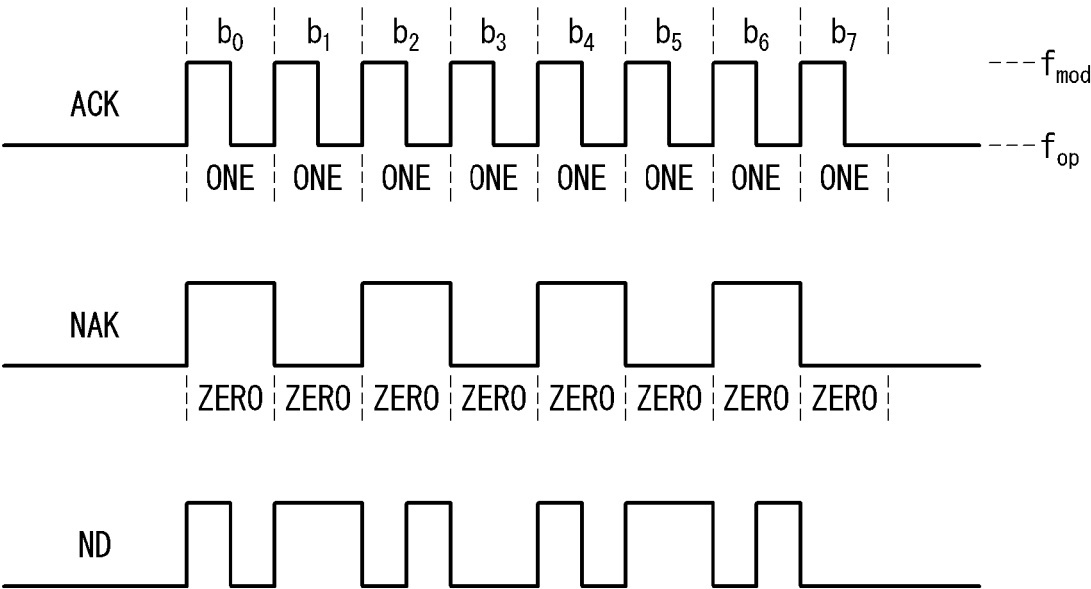 b0 b1 b2 b3 b4 b5 b6 b7
fmod
ACK
fop
ONE ONE ONE ONE ONE ONE ONE ONE
NAK
ZERO ZERO ZERO ZERO ZERO ZERO ZERO ZERO
ND